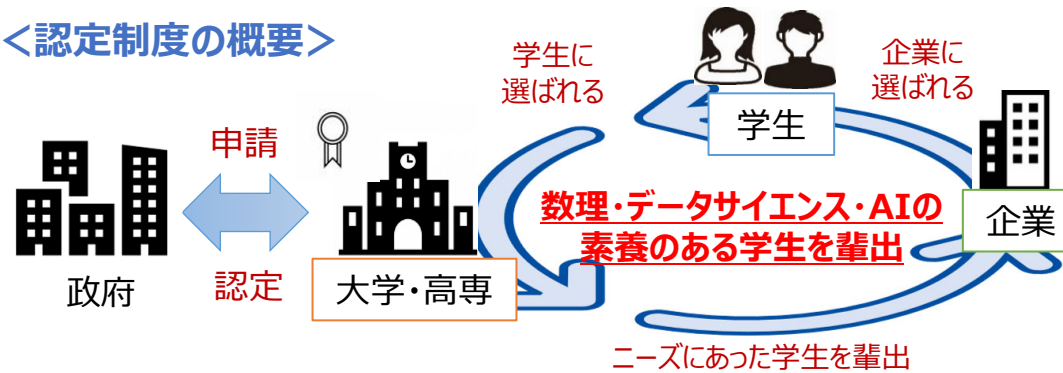 <認定制度の概要>
学生に
選ばれる
企業に
選ばれる
学生
申請
数理・データサイエンス・AIの
素養のある学生を輩出
企業
政府
認定
大学・高専
ニーズにあった学生を輩出